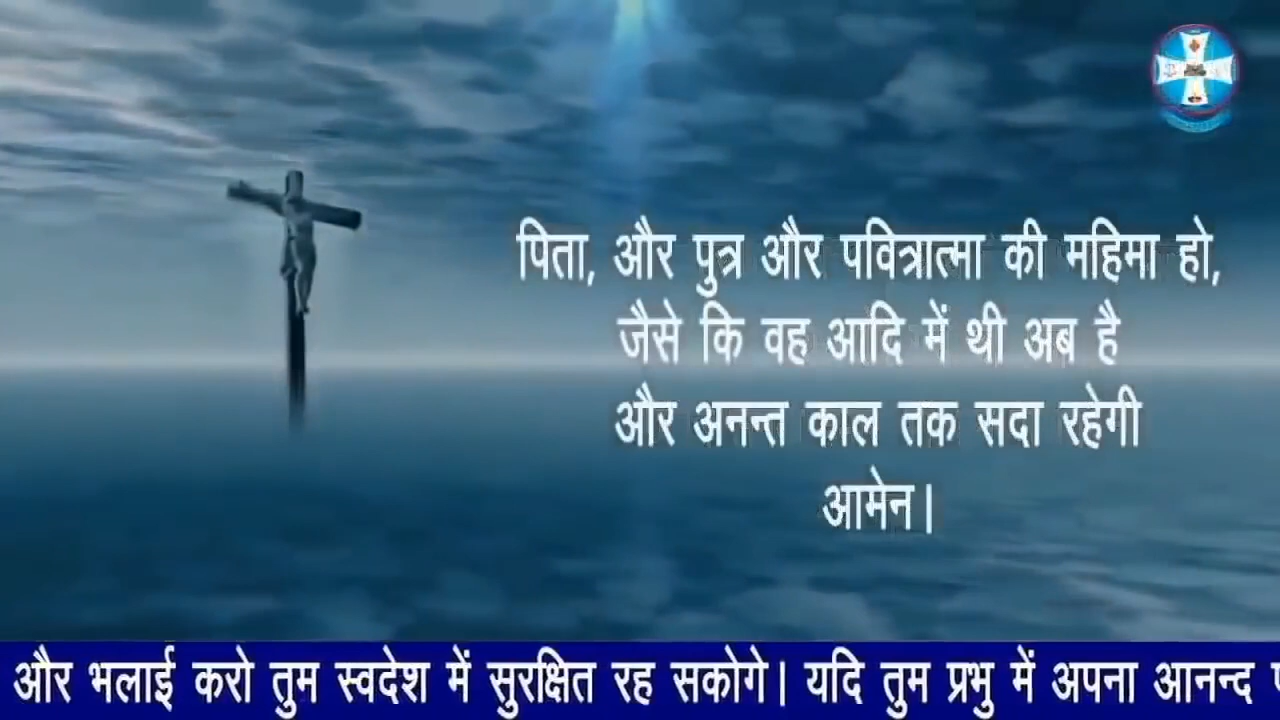 पिता, और पुत्र और पवित्रात्मा की महिमा हो,
जैसे कि वह आदि में थी अब है
और अनन्त काल तक सदा रहेगी
आमेन।
और भलाई करो तुम स्वदेश में सुरक्षित रह सकोगे। यदि तुम प्रभु में अपना आनन्द